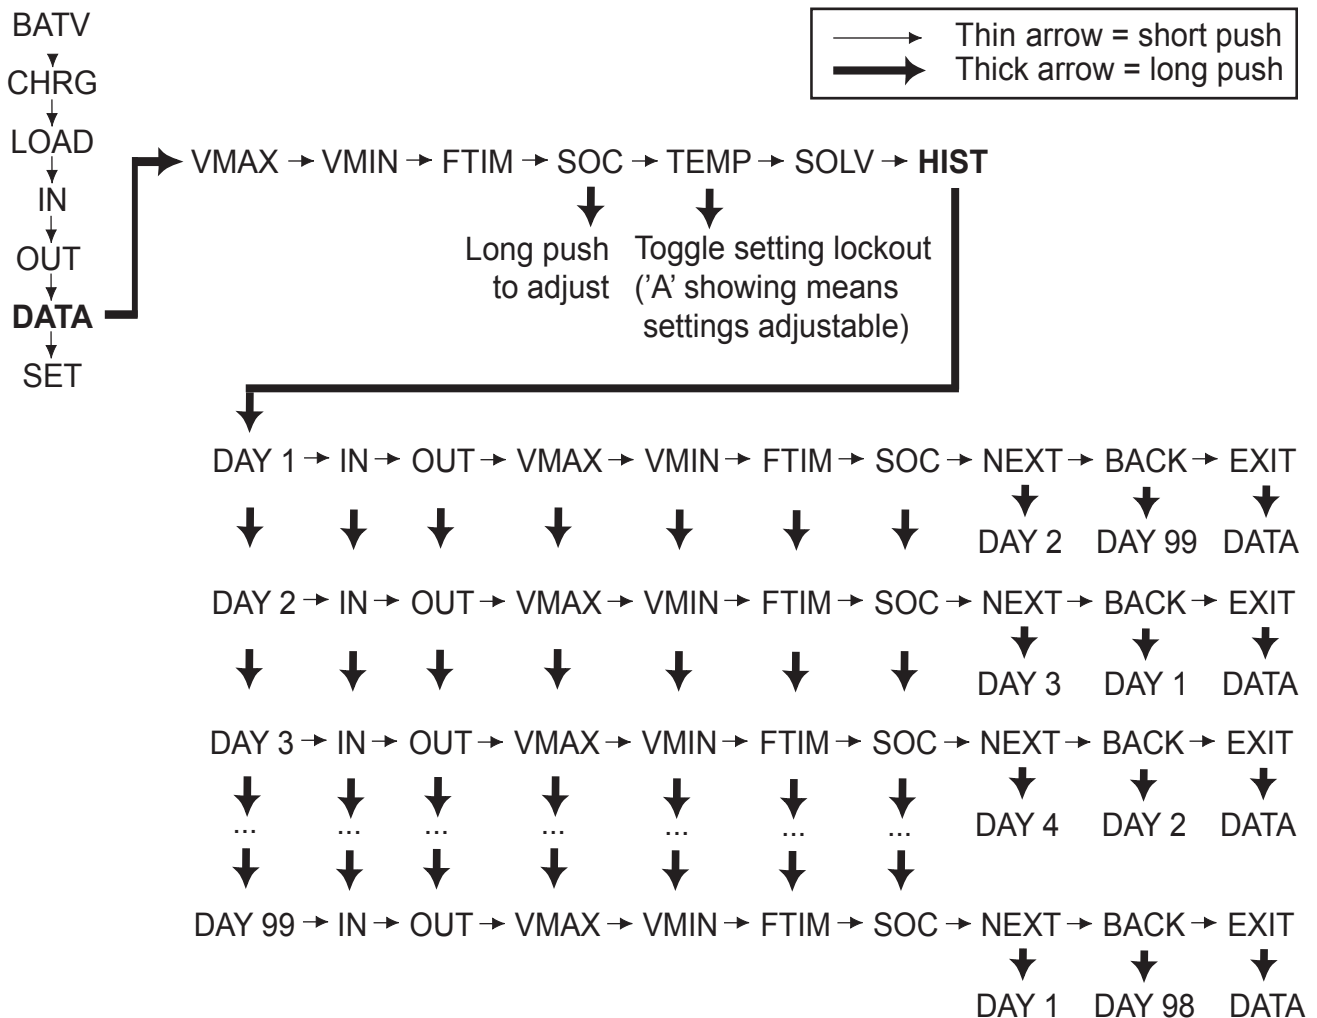 BATV
CHRG
LOAD
IN
OUT
DATA
SET
Thin arrow = short push
Thick arrow = long push
VMAX VMIN FTIM SOC TEMP SOLV HIST
Long push
to adjust
Toggle setting lockout
('A' showing means
settings adjustable)
DAY 1 IN OUT VMAX VMIN FTIM SOC NEXT BACK EXIT
DAY 2 DAY 99 DATA
DAY 2 IN OUT VMAX VMIN FTIM SOC NEXT BACK EXIT
DAY 3 DAY 1 DATA
DAY 3 IN OUT VMAX VMIN FTIM SOC NEXT BACK EXIT
... ... ... ... ... ... ...
DAY 4 DAY 2 DATA
DAY 99 IN OUT VMAX VMIN FTIM SOC NEXT BACK EXIT
DAY 1 DAY 98 DATA